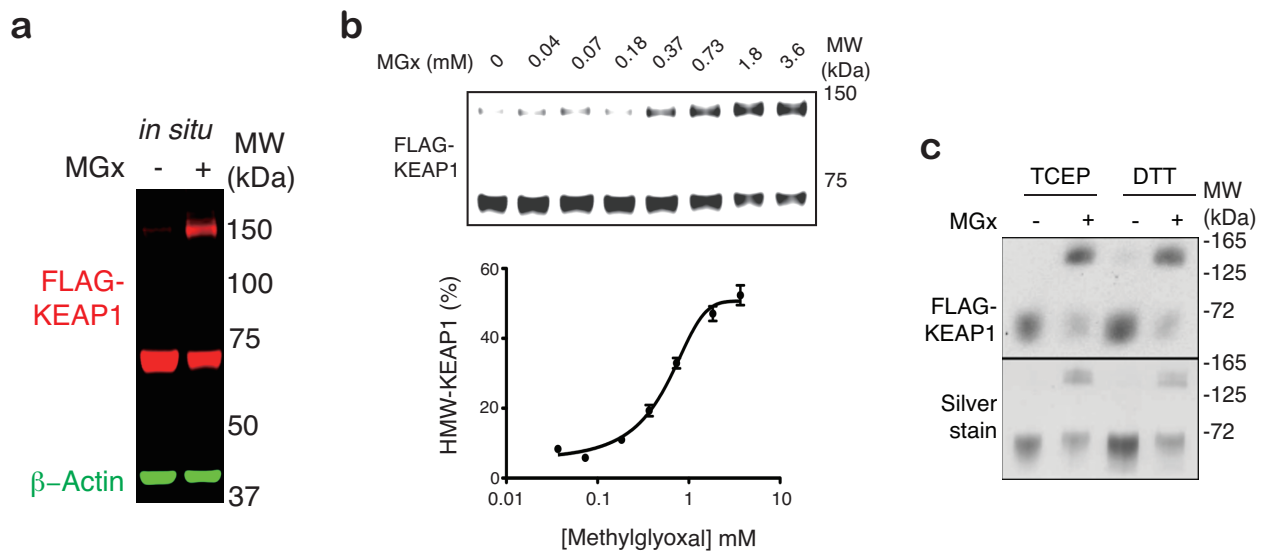 a
in situ
MGx - + MW
(kDa)
150
100
FLAG-
KEAP1
75
50
β–Actin
37
b
MGx (mM) 0 0.04 0.07 0.18 0.37 0.73 1.8 3.6 MW
(kDa)
150
FLAG-
KEAP1
75
HMW-KEAP1 (%)
60
40
20
0
0.01 0.1 1 10
[Methylglyoxal] mM
c
TCEP DTT MW
(kDa)
MGx - + - +
-165
-125
FLAG-
KEAP1
-72
-165
-125
Silver
stain
-72